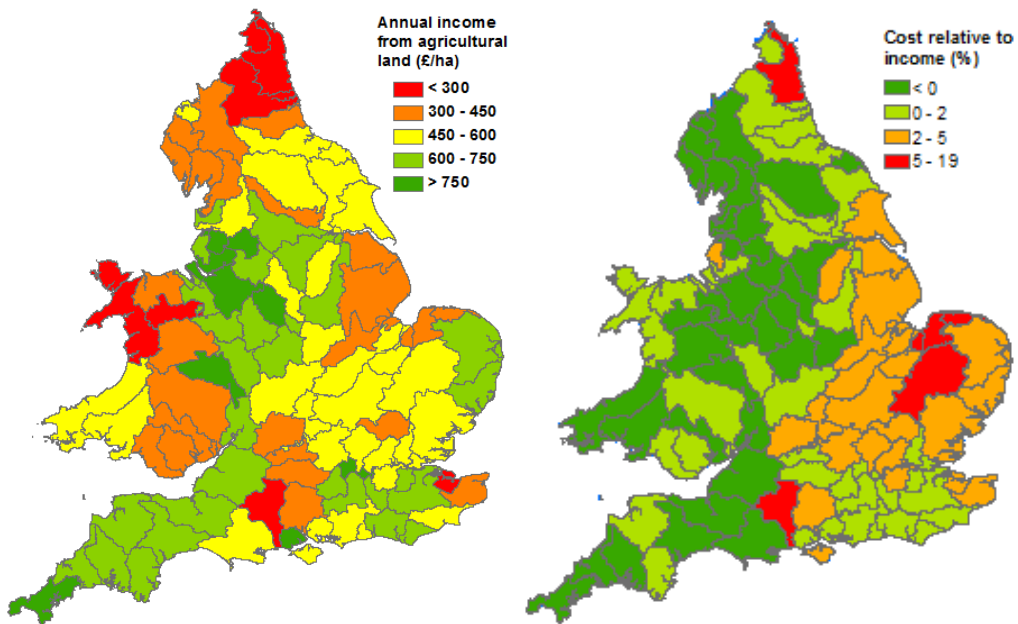 Annual income
from agricultural
land (£/ha)
< 300
300 - 450
450 - 600
600 - 750
> 750
Cost relative to
income (%)
< 0
0 - 2
2 - 5
5 - 19